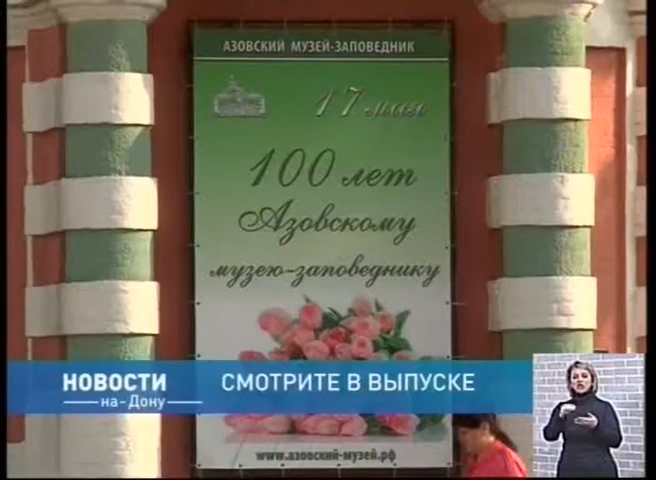 АЗОВСКИЙ МУЗЕЙ-ЗАПОВЕДНИК
17 мая
100 лет
Азовскому
музею-заповеднику
НОВОСТИ
на-Дону
СМОТРИТЕ В ВЫПУСКЕ
www.азовский-музей.рф